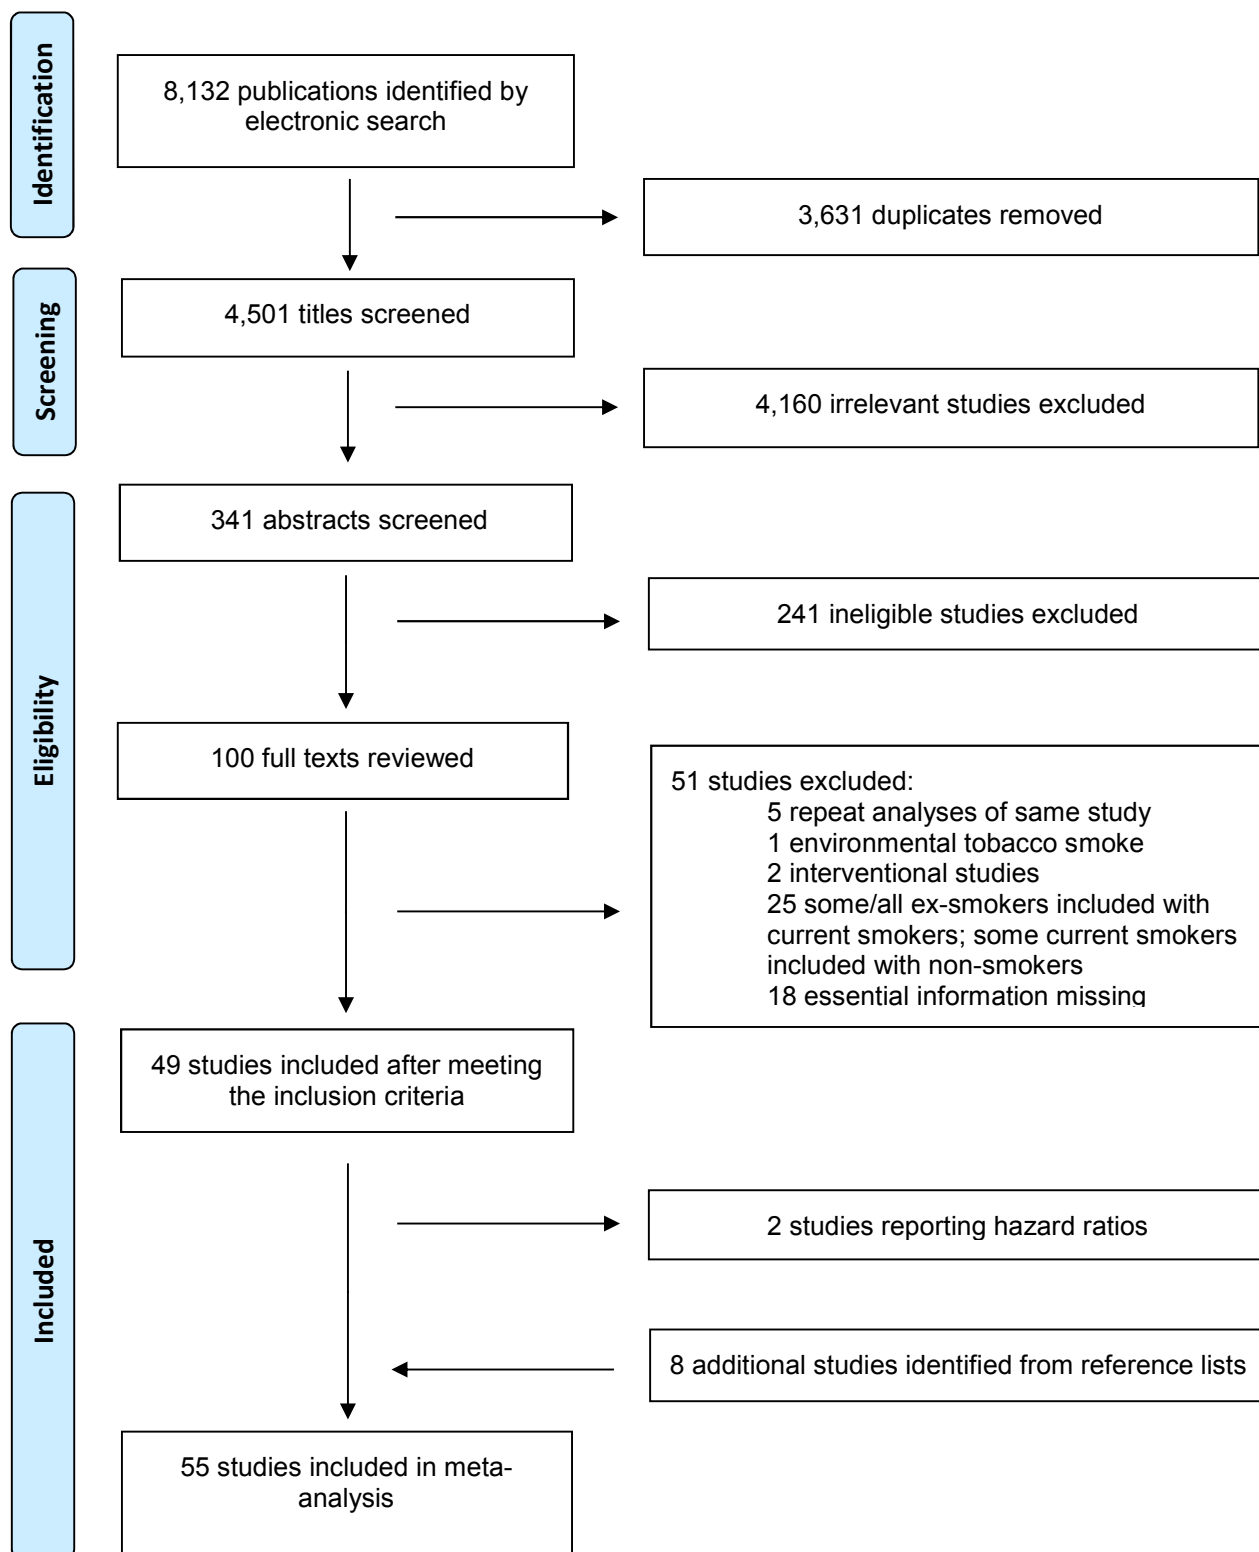 Identification
8,132 publications identified by
electronic search
3,631 duplicates removed
Screening
4,501 titles screened
4,160 irrelevant studies excluded
Eligibility
341 abstracts screened
241 ineligible studies excluded
100 full texts reviewed
51 studies excluded:
5 repeat analyses of same study
1 environmental tobacco smoke
2 interventional studies
25 some/all ex-smokers included with
current smokers; some current smokers
included with non-smokers
18 essential information missing
Included
49 studies included after meeting
the inclusion criteria
2 studies reporting hazard ratios
8 additional studies identified from reference lists
55 studies included in meta-
analysis